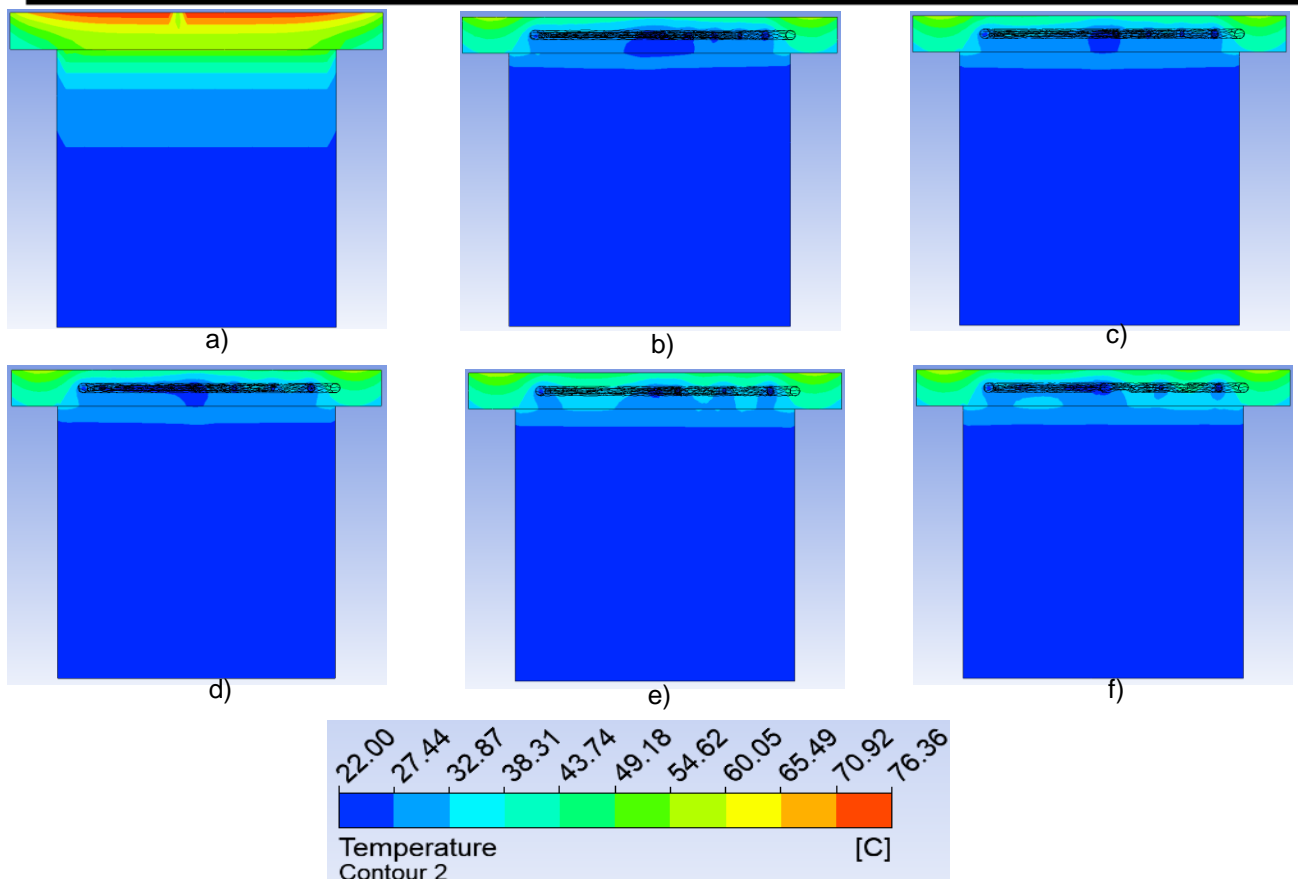 a)
b)
c)
d)
e)
f)
22.00 27.44 32.87 38.31 43.74 49.18 54.62 60.05 65.49 70.92 76.36
Temperature [C]
Contour 2